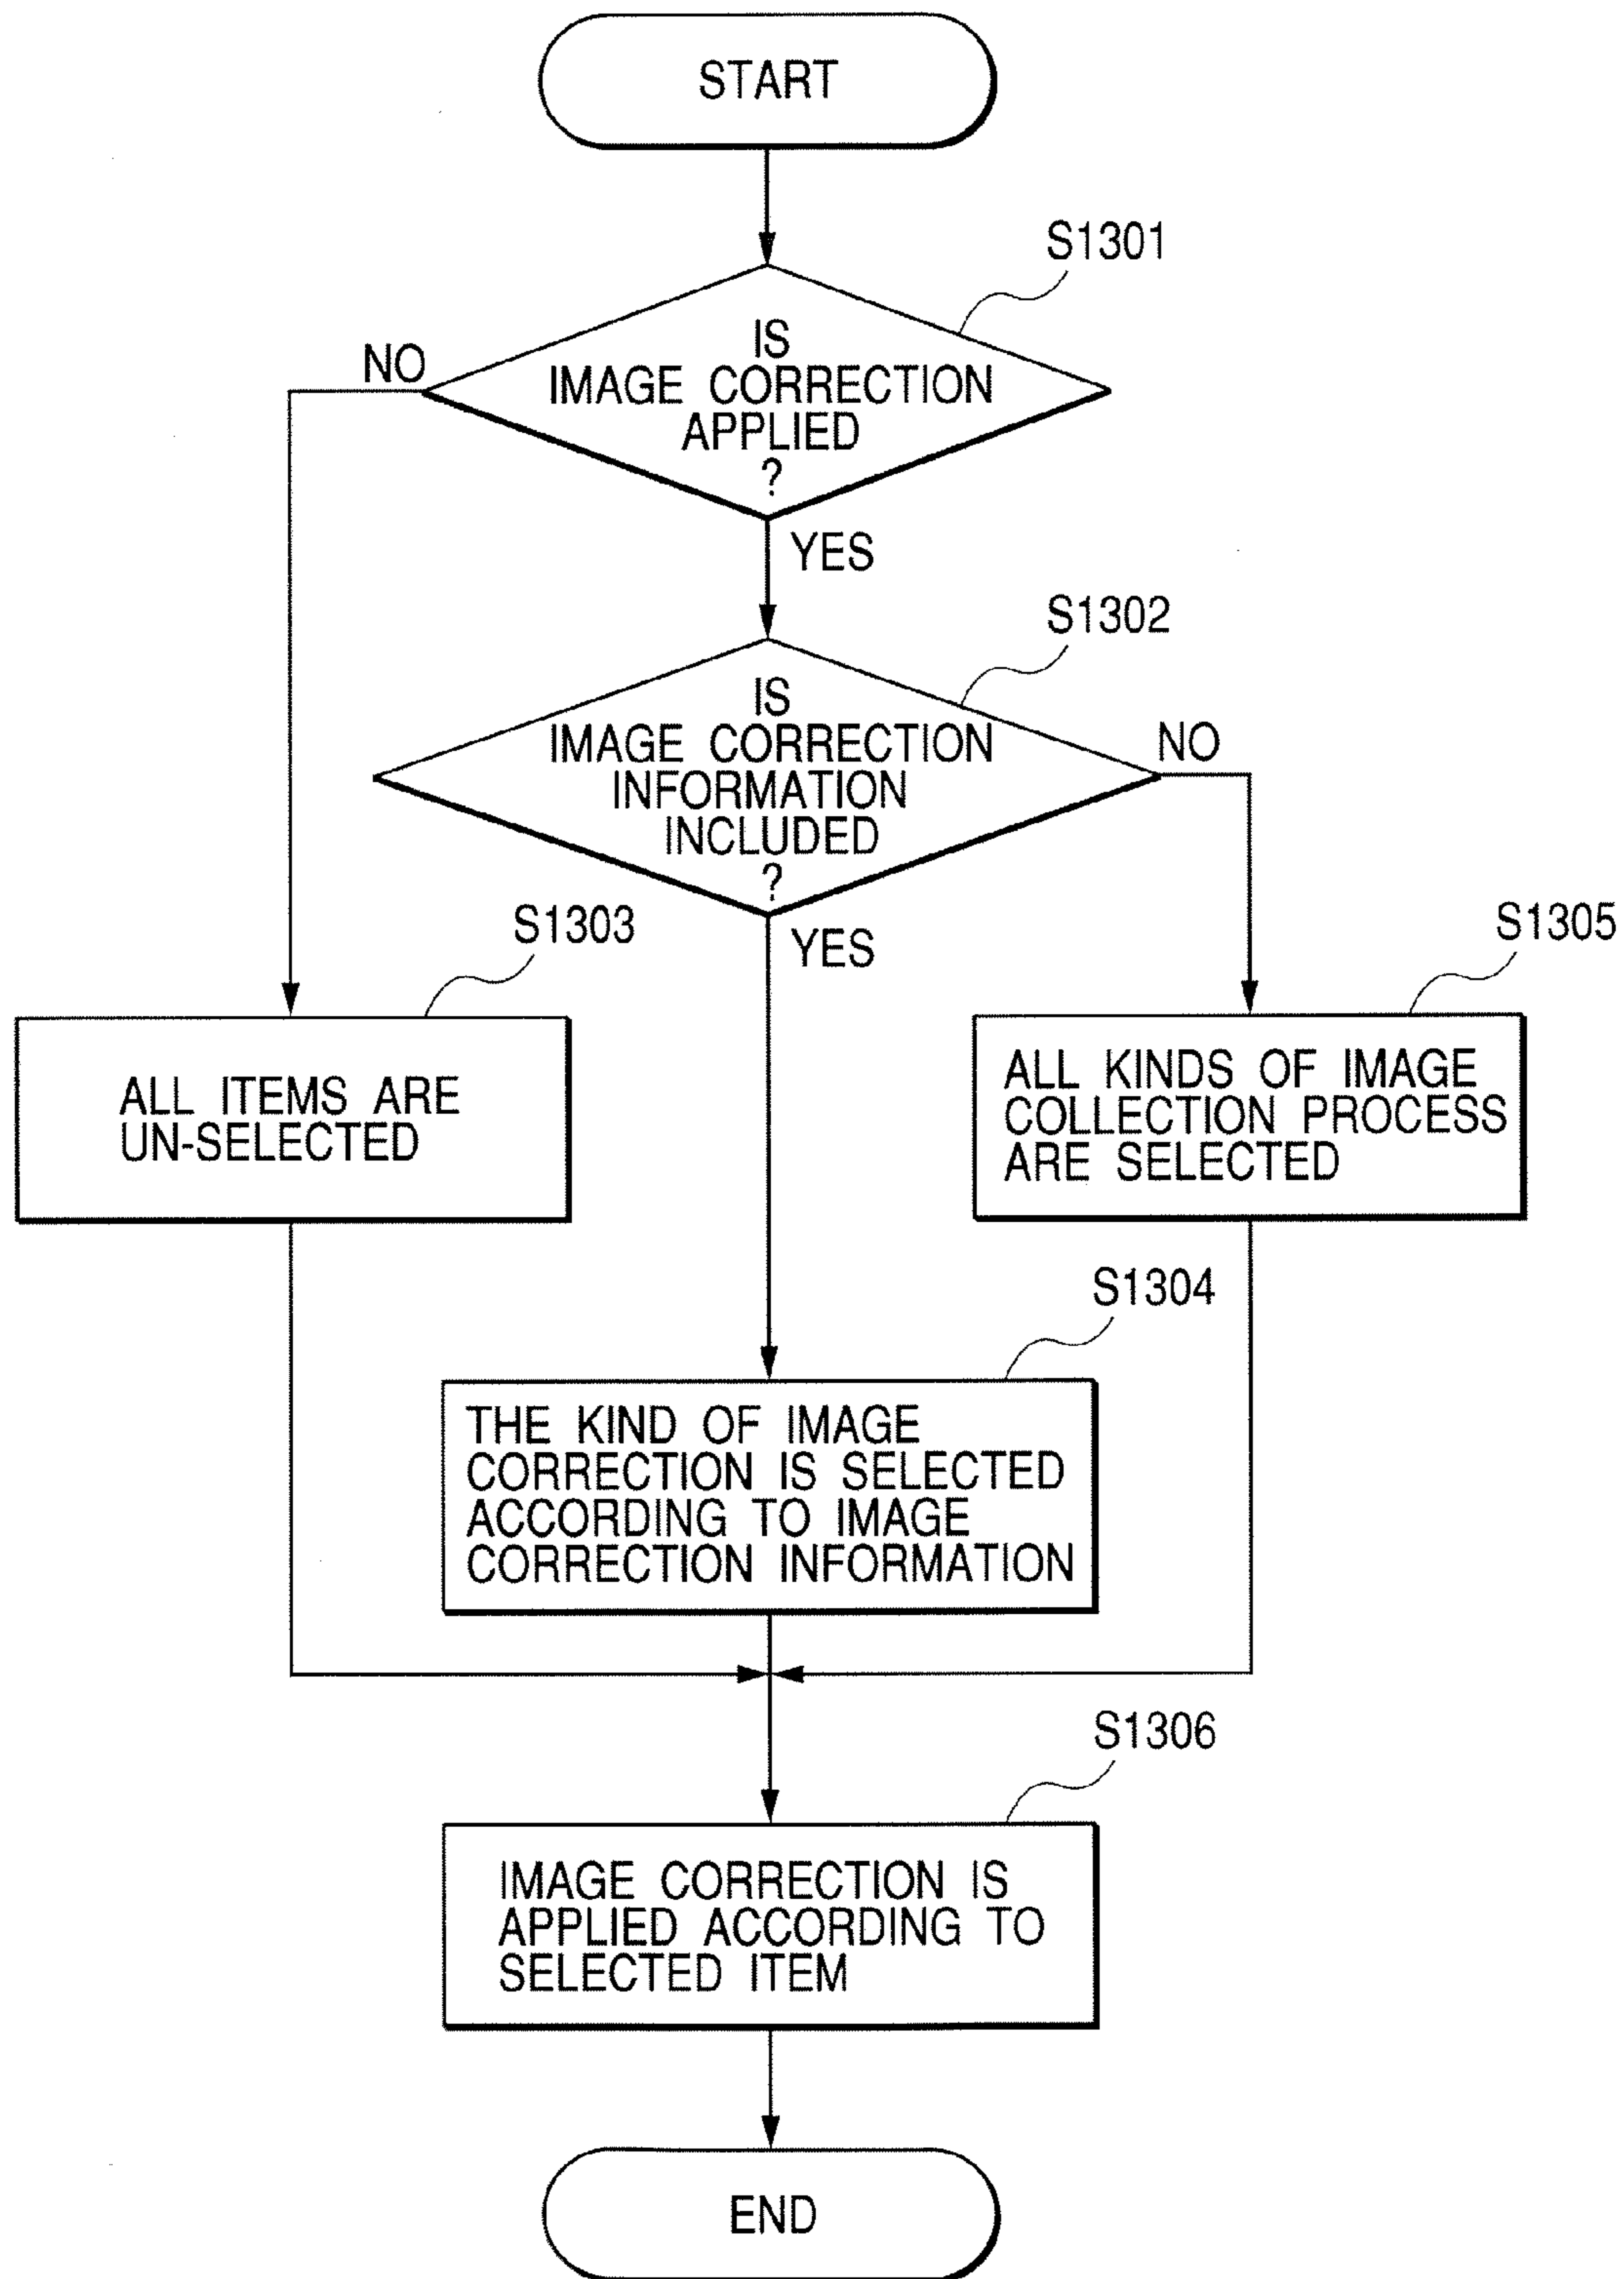 START
S1301
IS
IMAGE CORRECTION
APPLIED
?
NO
YES
S1302
IS
IMAGE CORRECTION
INFORMATION
INCLUDED
?
NO
YES
S1303
ALL ITEMS ARE
UN-SELECTED
S1305
ALL KINDS OF IMAGE
COLLECTION PROCESS
ARE SELECTED
S1304
THE KIND OF IMAGE
CORRECTION IS SELECTED
ACCORDING TO IMAGE
CORRECTION INFORMATION
S1306
IMAGE CORRECTION IS
APPLIED ACCORDING TO
SELECTED ITEM
END